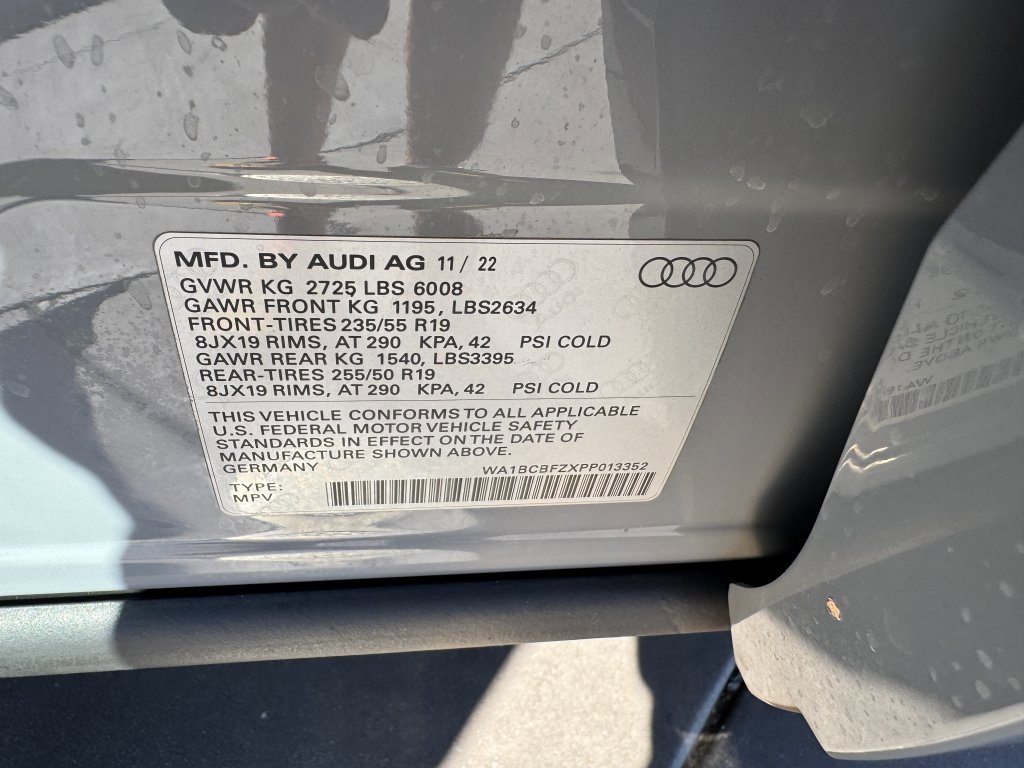 MFD. BY AUDI AG 11/ 22
GVWR KG 2725 LBS 6008
GAWR FRONT KG 1195, LBS2634
FRONT-TIRES 235/55 R19
8JX19 RIMS, AT 290 KPA, 42 PSI COLD
GAWR REAR KG 1540, LBS3395
REAR-TIRES 255/50 R19
8JX19 RIMS, AT 290 KPA, 42 PSI COLD
THIS VEHICLE CONFORMS TO ALL APPLICABLE
U.S. FEDERAL MOTOR VEHICLE SAFETY
STANDARDS IN EFFECT ON THE DATE OF
MANUFACTURE SHOWN ABOVE.
GERMANY WA1BCBFZXPP013352
TYPE:
MPV